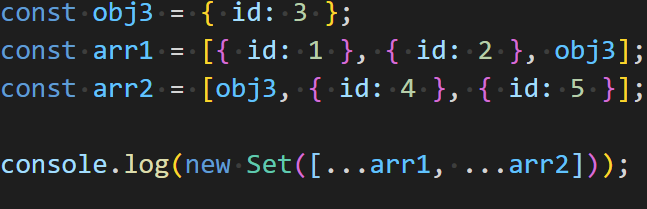 const obj3 = { id: 3 };
const arr1 = [{ id: 1 }, { id: 2 }, obj3];
const arr2 = [obj3, { id: 4 }, { id: 5 }];
console.log(new Set([...arr1, ...arr2]));